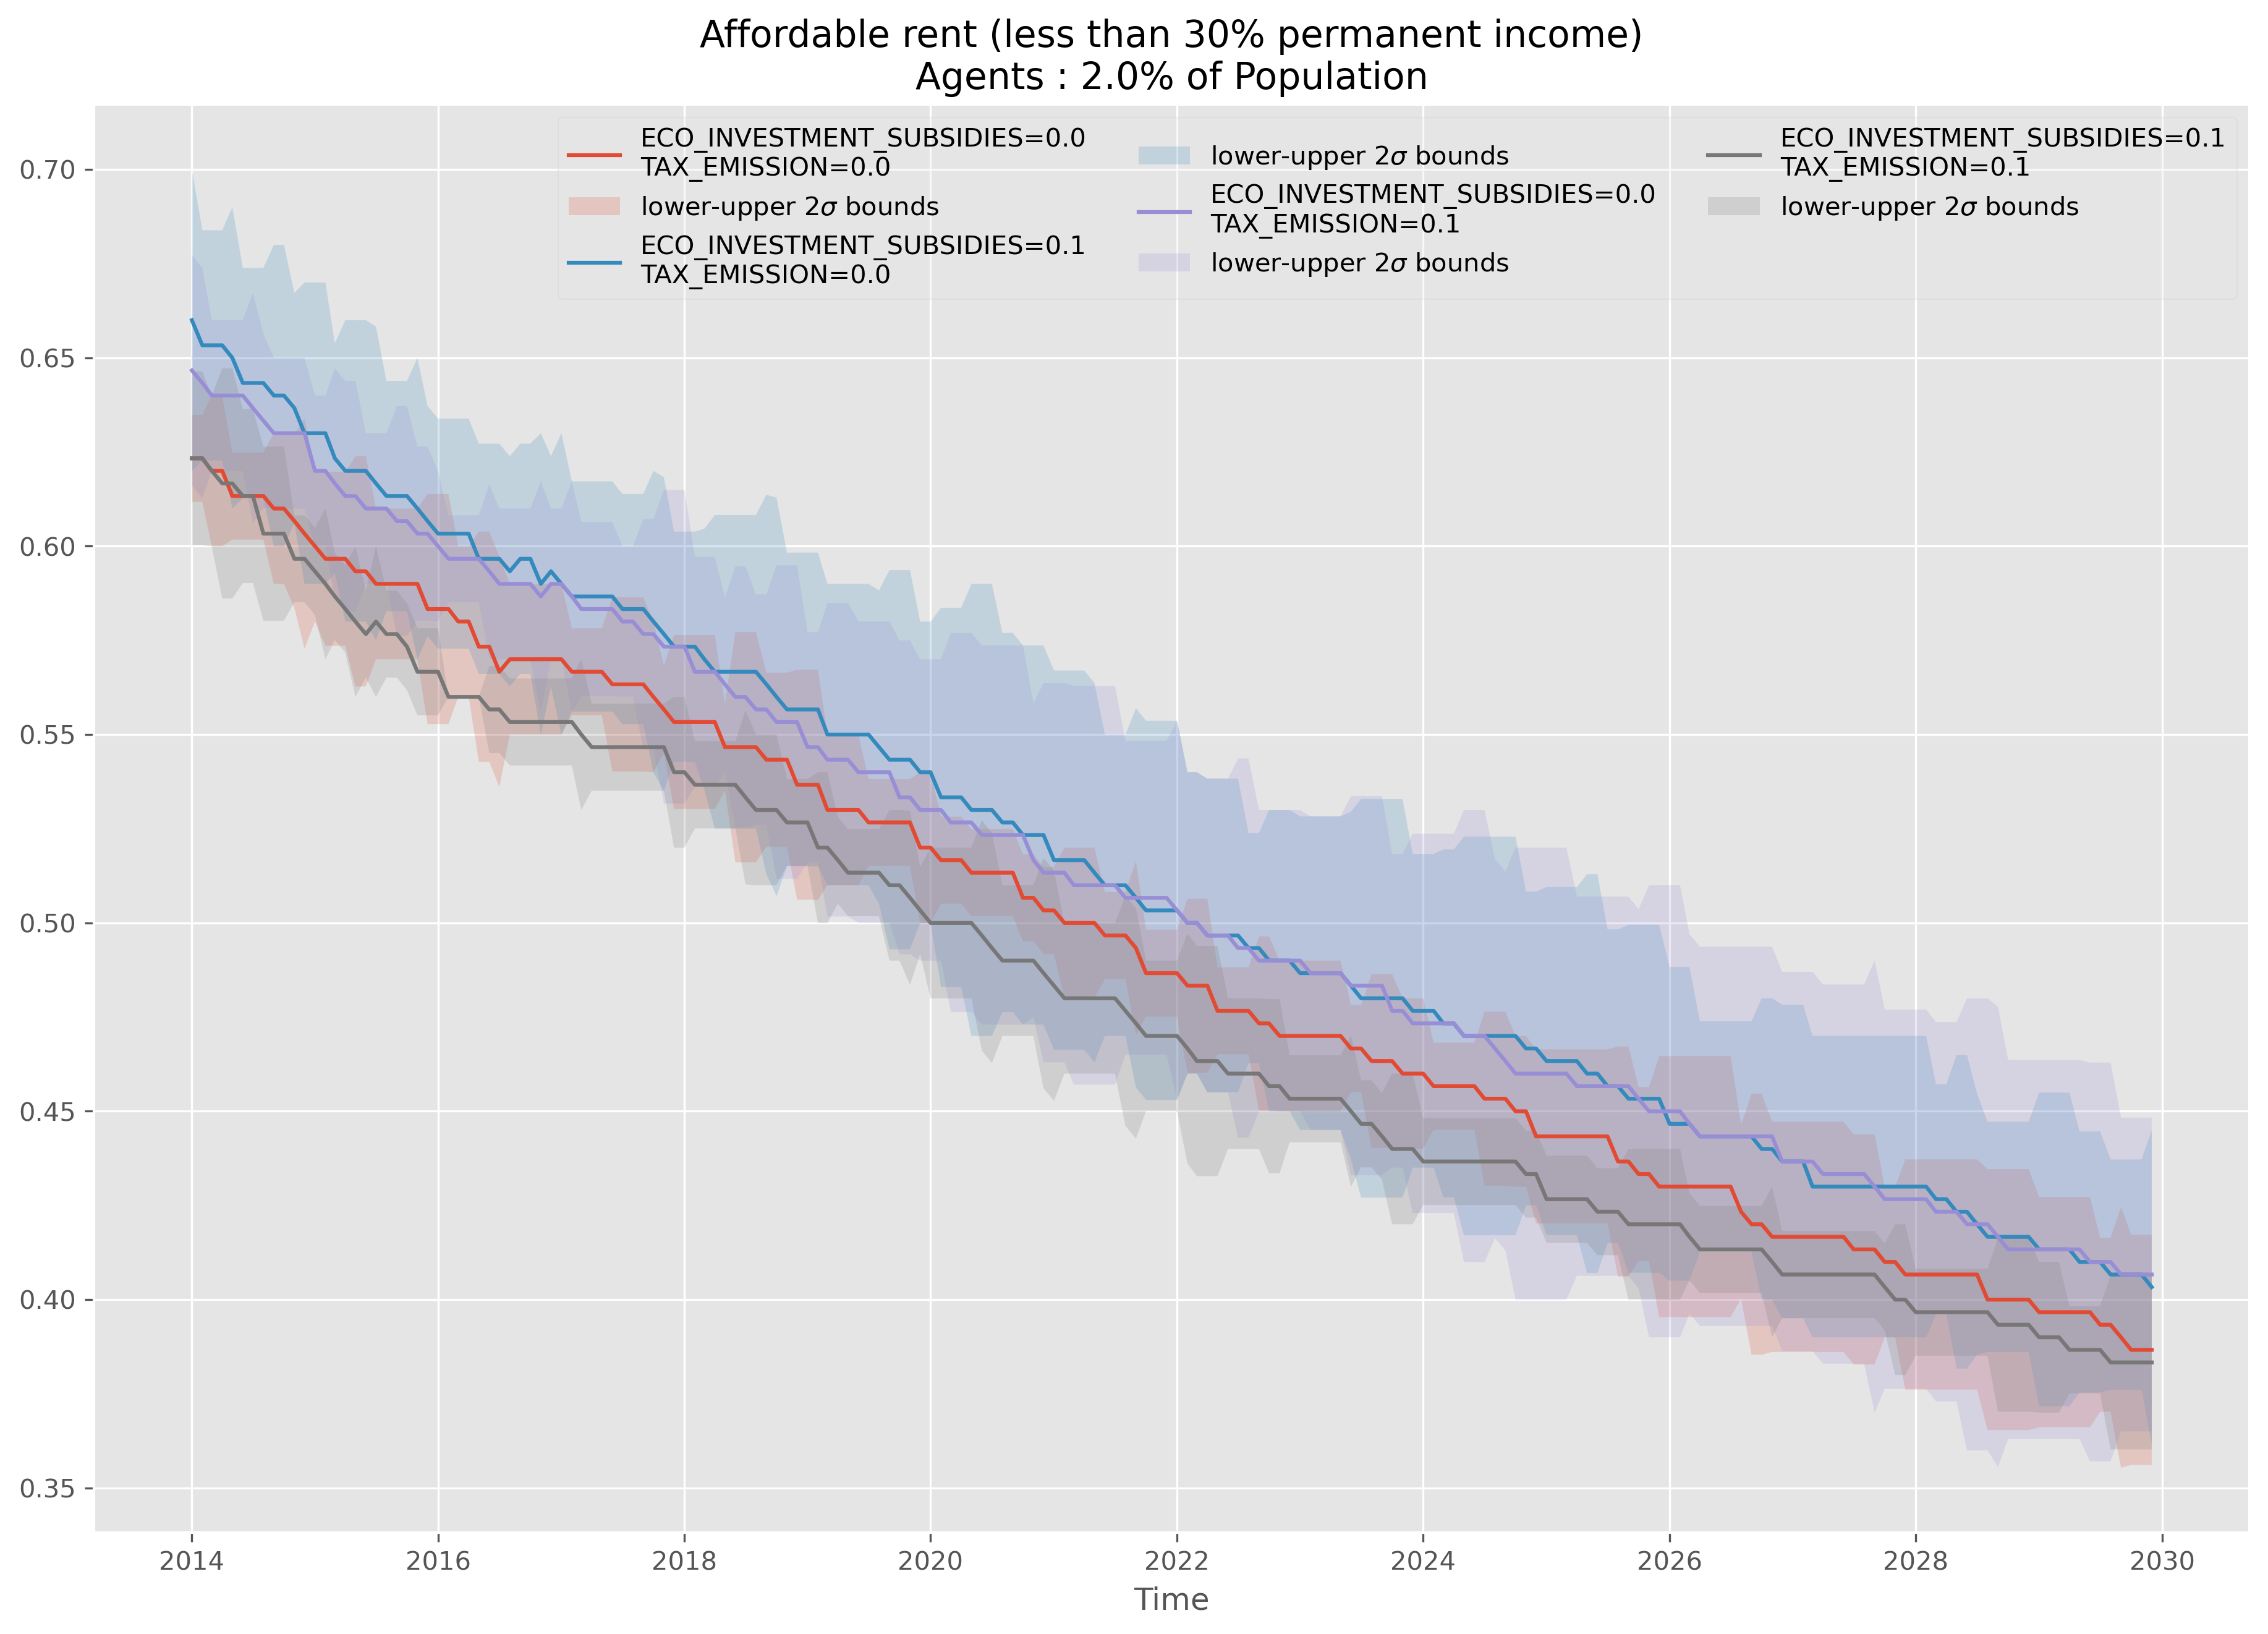 Affordable rent (less than 30% permanent income)
Agents : 2.0% of Population
ECO_INVESTMENT_SUBSIDIES=0.0
TAX_EMISSION=0.0
lower-upper 2σ bounds
ECO_INVESTMENT_SUBSIDIES=0.1
TAX_EMISSION=0.0
lower-upper 2σ bounds
ECO_INVESTMENT_SUBSIDIES=0.0
TAX_EMISSION=0.1
lower-upper 2σ bounds
ECO_INVESTMENT_SUBSIDIES=0.1
TAX_EMISSION=0.1
lower-upper 2σ bounds
0.70
0.65
0.60
0.55
0.50
0.45
0.40
0.35
2014 2016 2018 2020 2022 2024 2026 2028 2030
Time